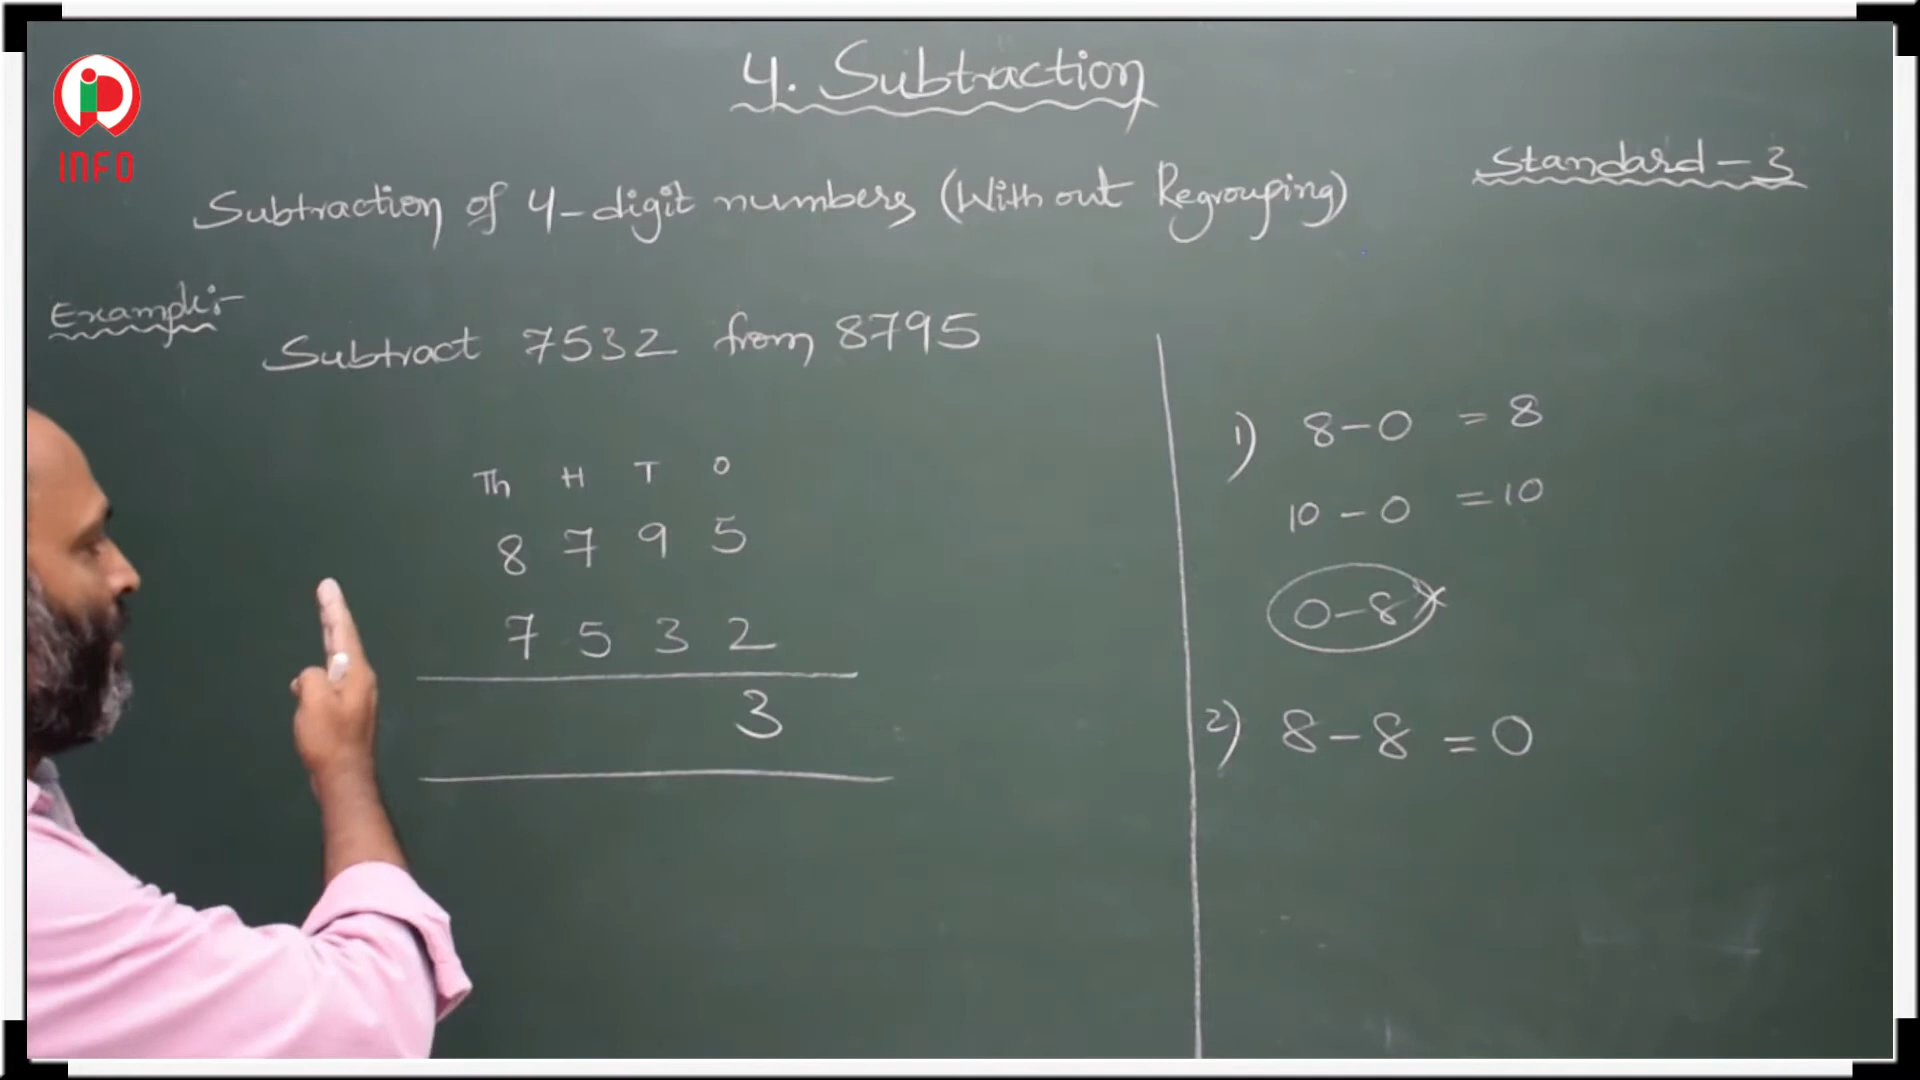 INFO
4. Subtraction
Standard - 3
Subtraction of 4-digit numbers (Without Regrouping)
Example:-
Subtract 7532 from 8795
Th H T O
8 7 9 5
7 5 3 2
3
1) 8-0 = 8
10-0 = 10
0-8 x
2) 8-8 = 0